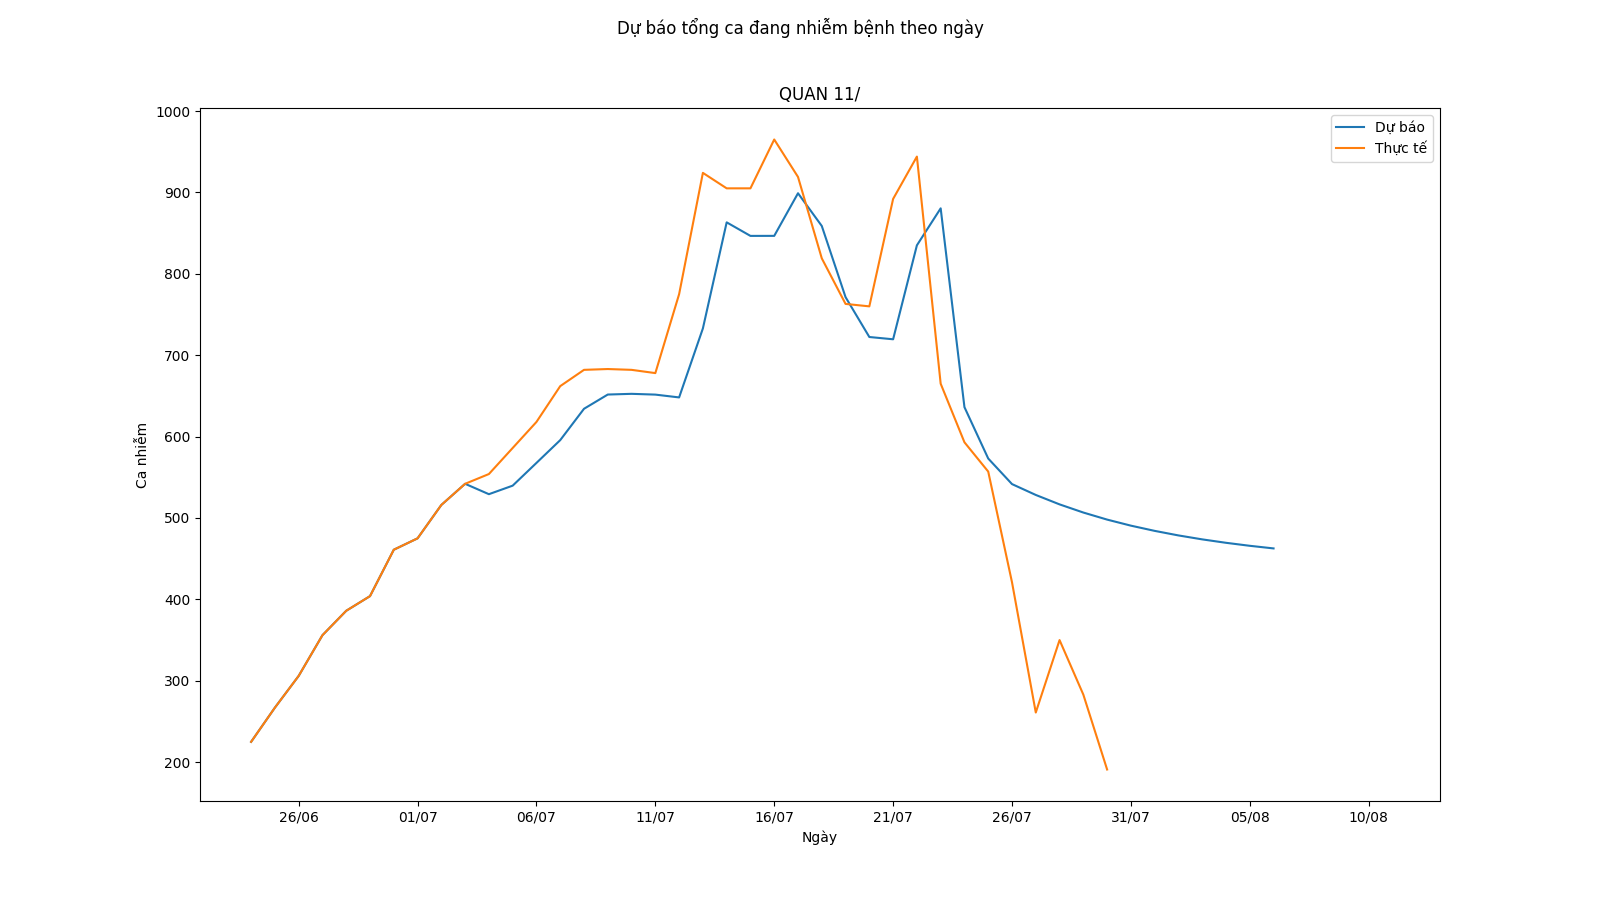 Dự báo tổng ca đang nhiễm bệnh theo ngày
QUAN 11/
Dự báo
Thực tế
Ca nhiễm
1000
900
800
700
600
500
400
300
200
26/06 01/07 06/07 11/07 16/07 21/07 26/07 31/07 05/08 10/08
Ngày